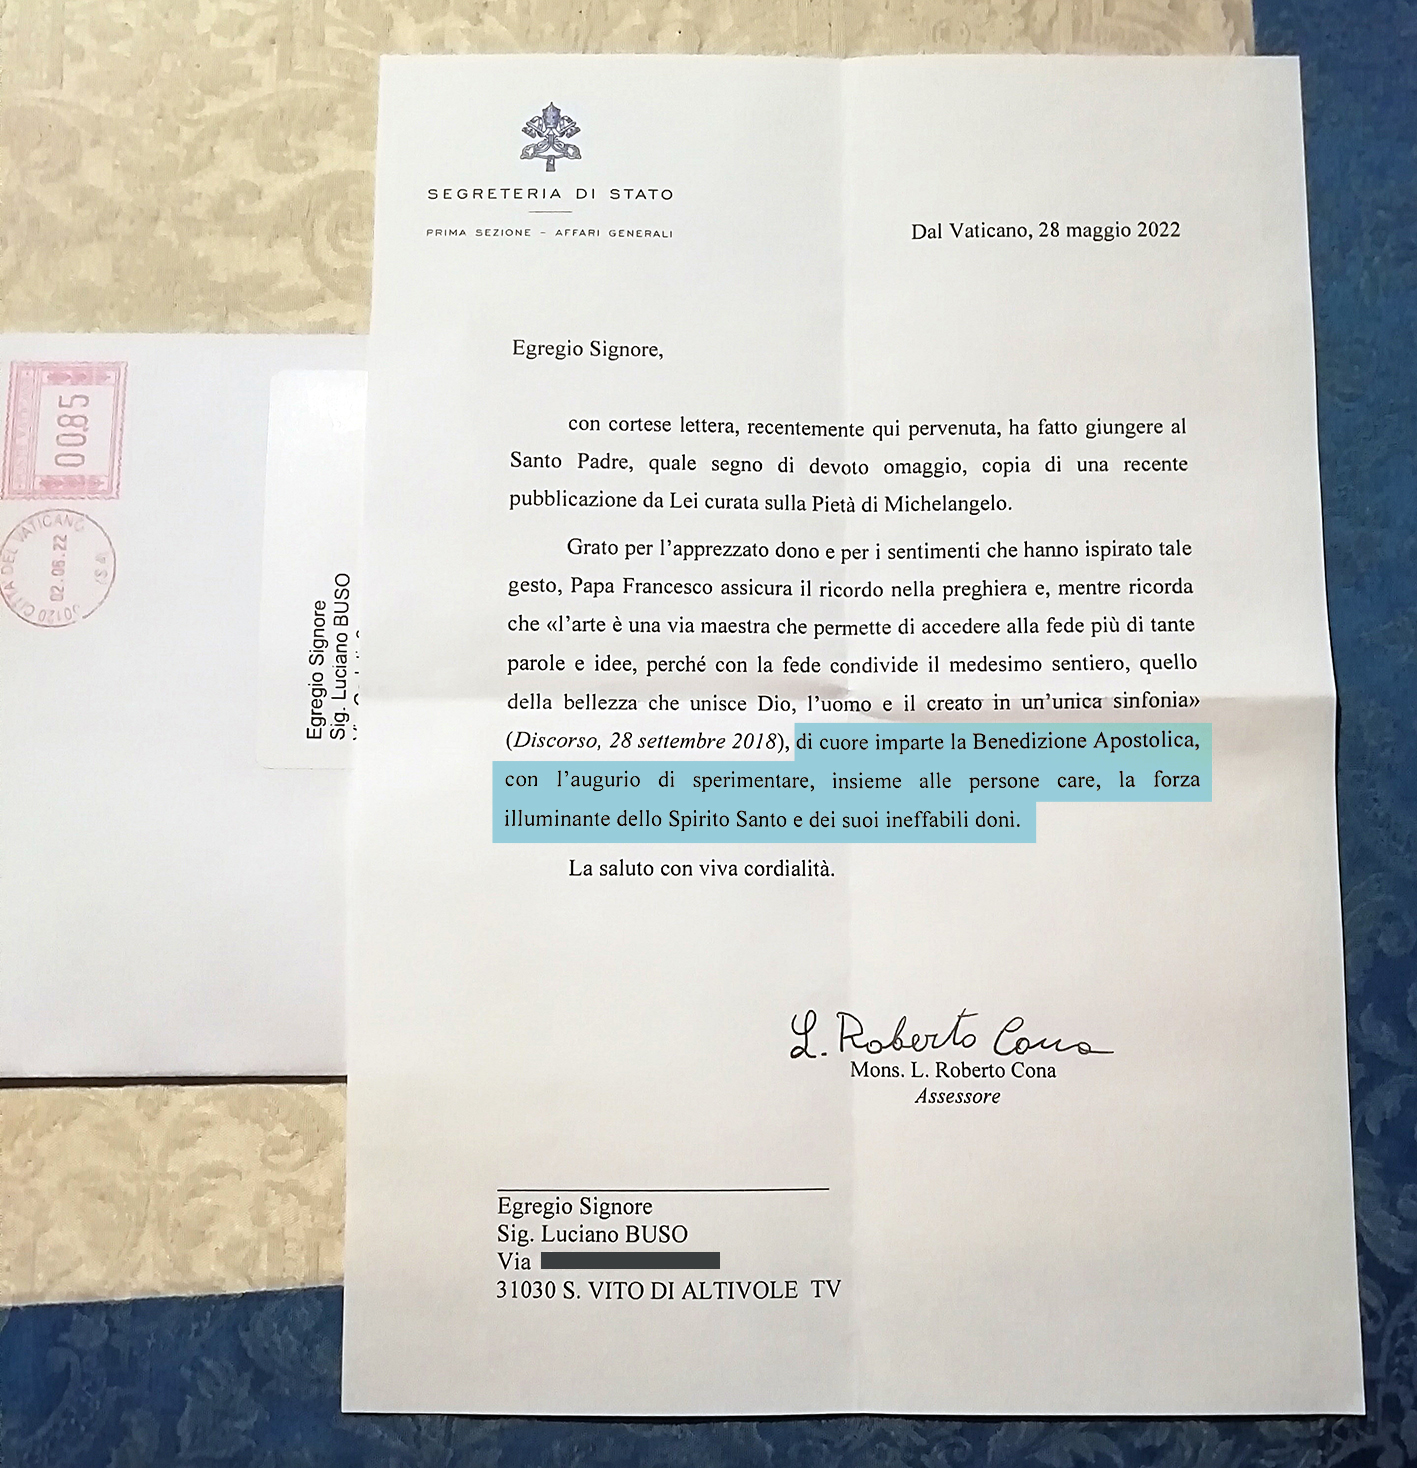 SEGRETERIA DI STATO
PRIMA SEZIONE – AFFARI GENERALI
Dal Vaticano, 28 maggio 2022
Egregio Signore,
con cortese lettera, recentemente qui pervenuta, ha fatto giungere al
Santo Padre, quale segno di devoto omaggio, copia di una recente
pubblicazione da Lei curata sulla Pietà di Michelangelo.
Grato per l’apprezzato dono e per i sentimenti che hanno ispirato tale
gesto, Papa Francesco assicura il ricordo nella preghiera e, mentre ricorda
che «l’arte è una via maestra che permette di accedere alla fede più di tante
parole e idee, perché con la fede condivide il medesimo sentiero, quello
della bellezza che unisce Dio, l’uomo e il creato in un’unica sinfonia»
(Discorso, 28 settembre 2018), di cuore imparte la Benedizione Apostolica,
con l’augurio di sperimentare, insieme alle persone care, la forza
illuminante dello Spirito Santo e dei suoi ineffabili doni.
La saluto con viva cordialità.
L. Roberto Cona
Mons. L. Roberto Cona
Assessore
Egregio Signore
Sig. Luciano BUSO
Via
31030 S. VITO DI ALTIVOLE TV
0085
00120 CITTÀ DEL VATICANO
02.06.22
Egregio Signore
Sig. Luciano BUSO